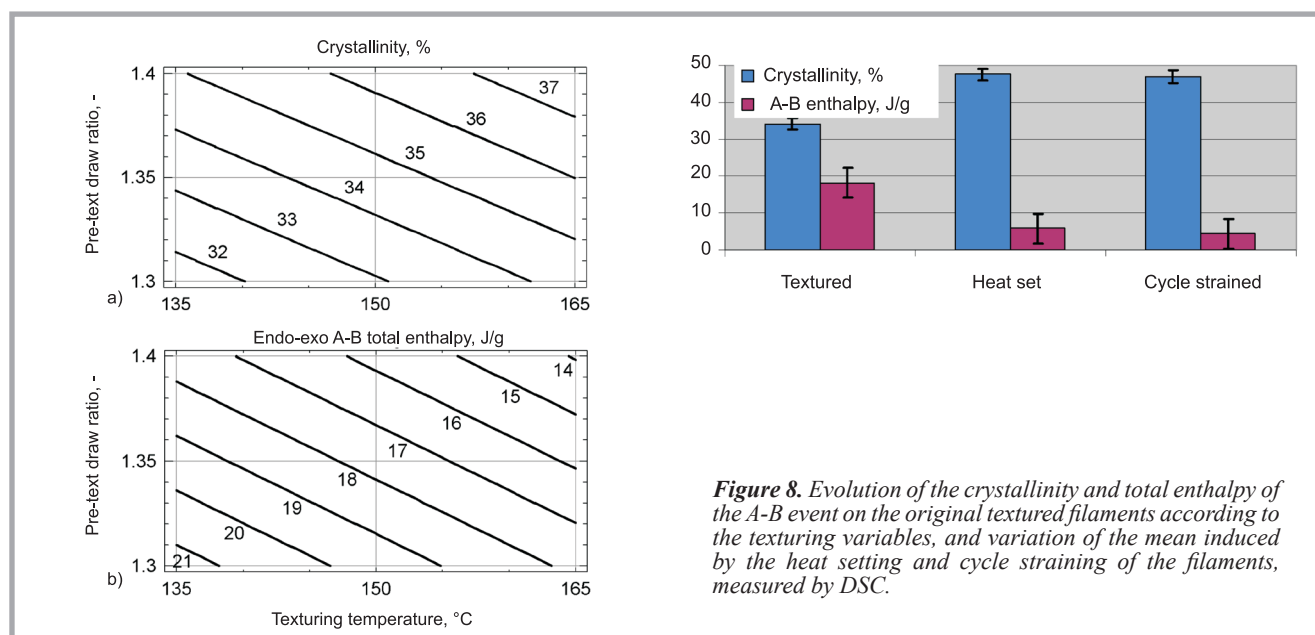 Crystallinity, %
Pre-text draw ratio, -
1.4
1.35
1.3
37
36
35
34
33
32
a)
135
150
165
Endo-exo A-B total enthalpy, J/g
Pre-text draw ratio, -
1.4
1.35
1.3
14
15
16
17
18
19
20
21
b)
135
150
165
Texturing temperature, °C
50
40
30
20
10
0
Crystallinity, %
A-B enthalpy, J/g
Textured
Heat set
Cycle strained
Figure 8. Evolution of the crystallinity and total enthalpy of
the A-B event on the original textured filaments according to
the texturing variables, and variation of the mean induced
by the heat setting and cycle straining of the filaments,
measured by DSC.